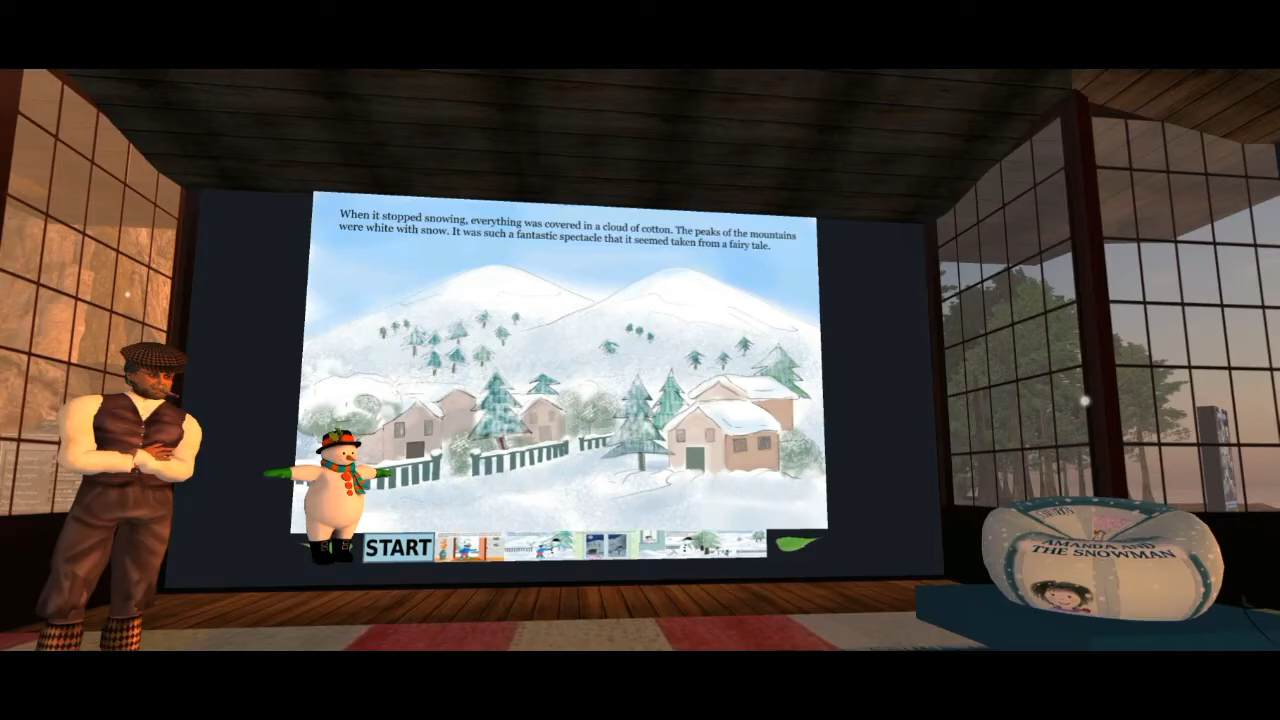 When it stopped snowing, everything was covered in a cloud of cotton. The peaks of the mountains
were white with snow. It was such a fantastic spectacle that it seemed taken from a fairy tale.
START
AMANDA AND
THE SNOWMAN